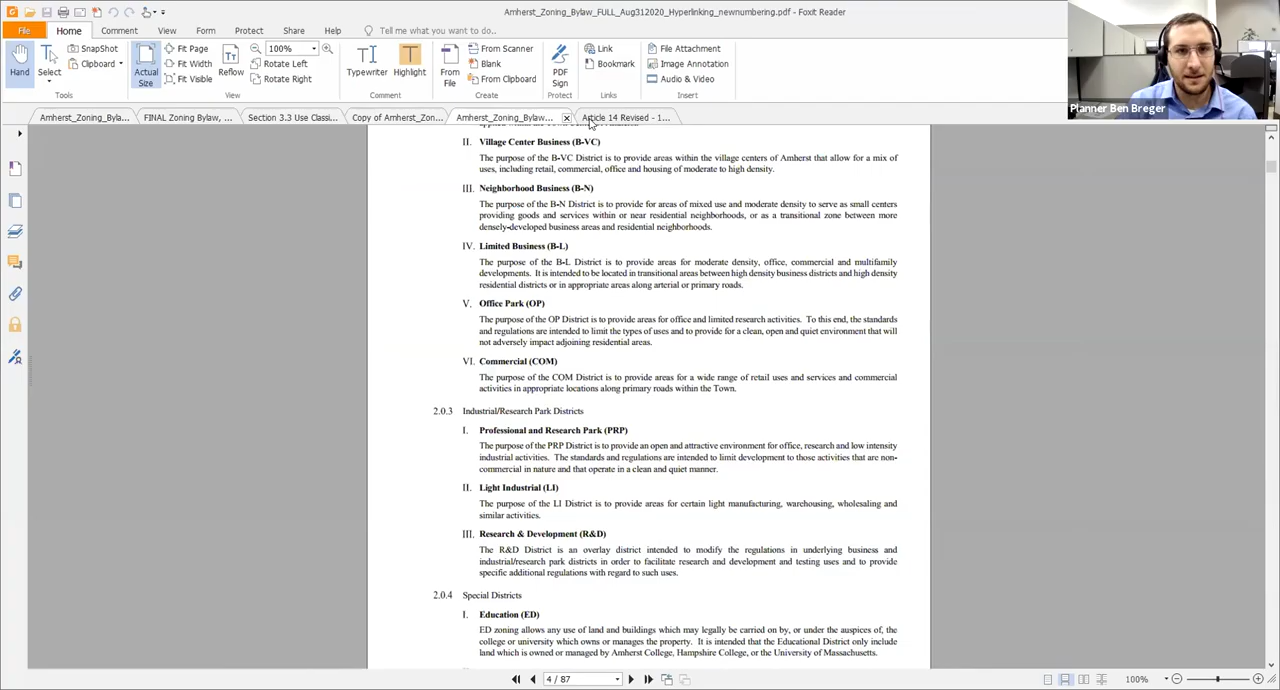 Amherst_Zoning_Bylaw_FULL_Aug312020_Hyperlinking_newnumbering.pdf - Foxit Reader
File Home Comment View Form Protect Share Help Tell me what you want to do...
Hand Select SnapShot Clipboard Actual Size Fit Page Fit Width Fit Visible Reflow 100% Rotate Left Rotate Right Typewriter Highlight From File From Scanner Blank From Clipboard PDF Sign Link Bookmark File Attachment Image Annotation Audio & Video
Tools View Comment Create Protect Links Insert
Planner Ben Breger
Amherst_Zoning_Byla... FINAL Zoning Bylaw, ... Section 3.3 Use Classi... Copy of Amherst_Zon... Amherst_Zoning_Bylaw... Article 14 Revised - 1...
II. Village Center Business (B-VC)
The purpose of the B-VC District is to provide areas within the village centers of Amherst that allow for a mix of
uses, including retail, commercial, office and housing of moderate to high density.
III. Neighborhood Business (B-N)
The purpose of the B-N District is to provide for areas of mixed use and moderate density to serve as small centers
providing goods and services within or near residential neighborhoods, or as a transitional zone between more
densely-developed business areas and residential neighborhoods.
IV. Limited Business (B-L)
The purpose of the B-L District is to provide areas for moderate density, office, commercial and multifamily
developments. It is intended to be located in transitional areas between high density business districts and high density
residential districts or in appropriate areas along arterial or primary roads.
V. Office Park (OP)
The purpose of the OP District is to provide areas for office and limited research activities. To this end, the standards
and regulations are intended to limit the types of uses and to provide for a clean, open and quiet environment that will
not adversely impact adjoining residential areas.
VI. Commercial (COM)
The purpose of the COM District is to provide areas for a wide range of retail uses and services and commercial
activities in appropriate locations along primary roads within the Town.
2.0.3 Industrial/Research Park Districts
I. Professional and Research Park (PRP)
The purpose of the PRP District is to provide an open and attractive environment for office, research and low intensity
industrial activities. The standards and regulations are intended to limit development to those activities that are non-
commercial in nature and that operate in a clean and quiet manner.
II. Light Industrial (LI)
The purpose of the LI District is to provide areas for certain light manufacturing, warehousing, wholesaling and
similar activities.
III. Research & Development (R&D)
The R&D District is an overlay district intended to modify the regulations in underlying business and
industrial/research park districts in order to facilitate research and development and testing uses and to provide
specific additional regulations with regard to such uses.
2.0.4 Special Districts
I. Education (ED)
ED zoning allows any use of land and buildings which may legally be carried on by, or under the auspices of, the
college or university which owns or manages the property. It is intended that the Educational District only include
land which is owned or managed by Amherst College, Hampshire College, or the University of Massachusetts.
4 / 87 100%